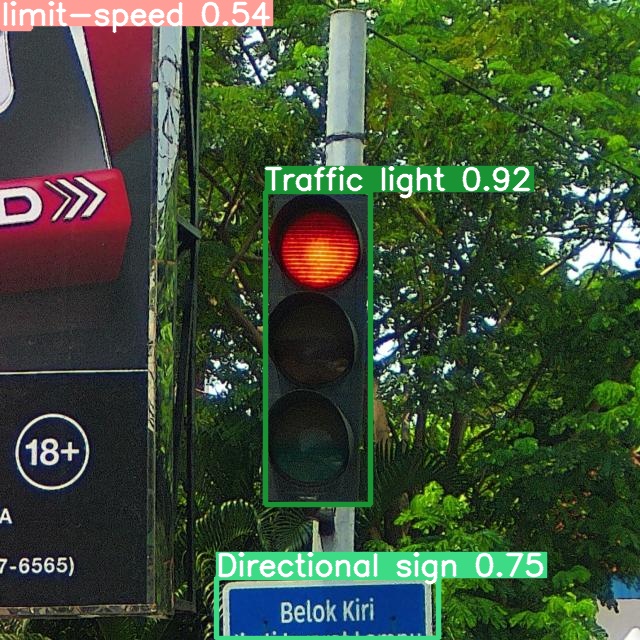 limit-speed 0.54
Traffic light 0.92
D
18+
A
7-6565)
Directional sign 0.75
Belok Kiri